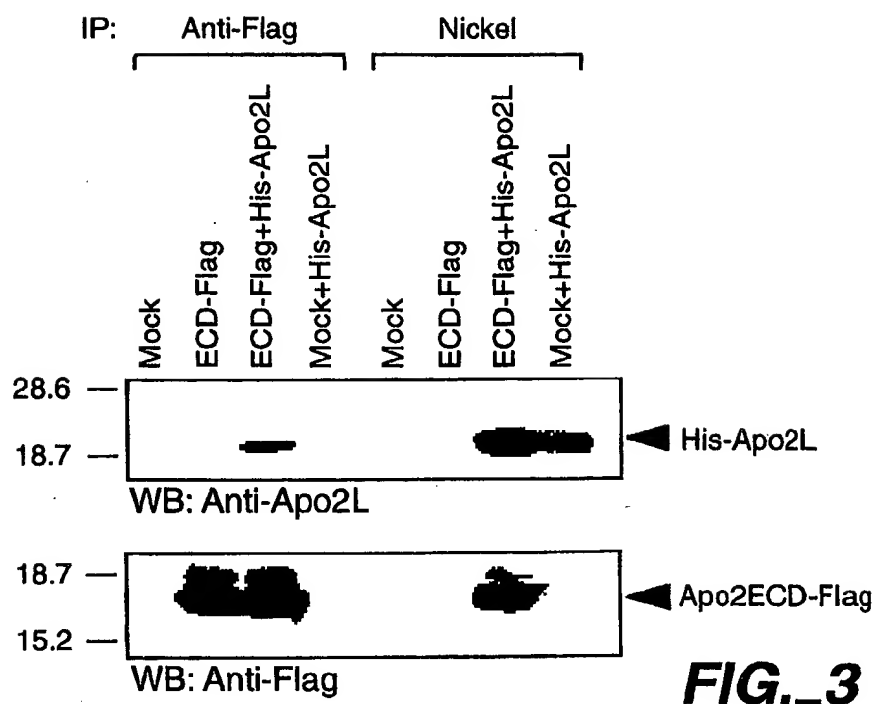 IP: Anti-Flag Nickel
Mock
ECD-Flag
ECD-Flag+His-Apo2L
Mock+His-Apo2L
Mock
ECD-Flag
ECD-Flag+His-Apo2L
Mock+His-Apo2L
28.6
18.7
His-Apo2L
WB: Anti-Apo2L
18.7
15.2
Apo2ECD-Flag
WB: Anti-Flag
FIG._3